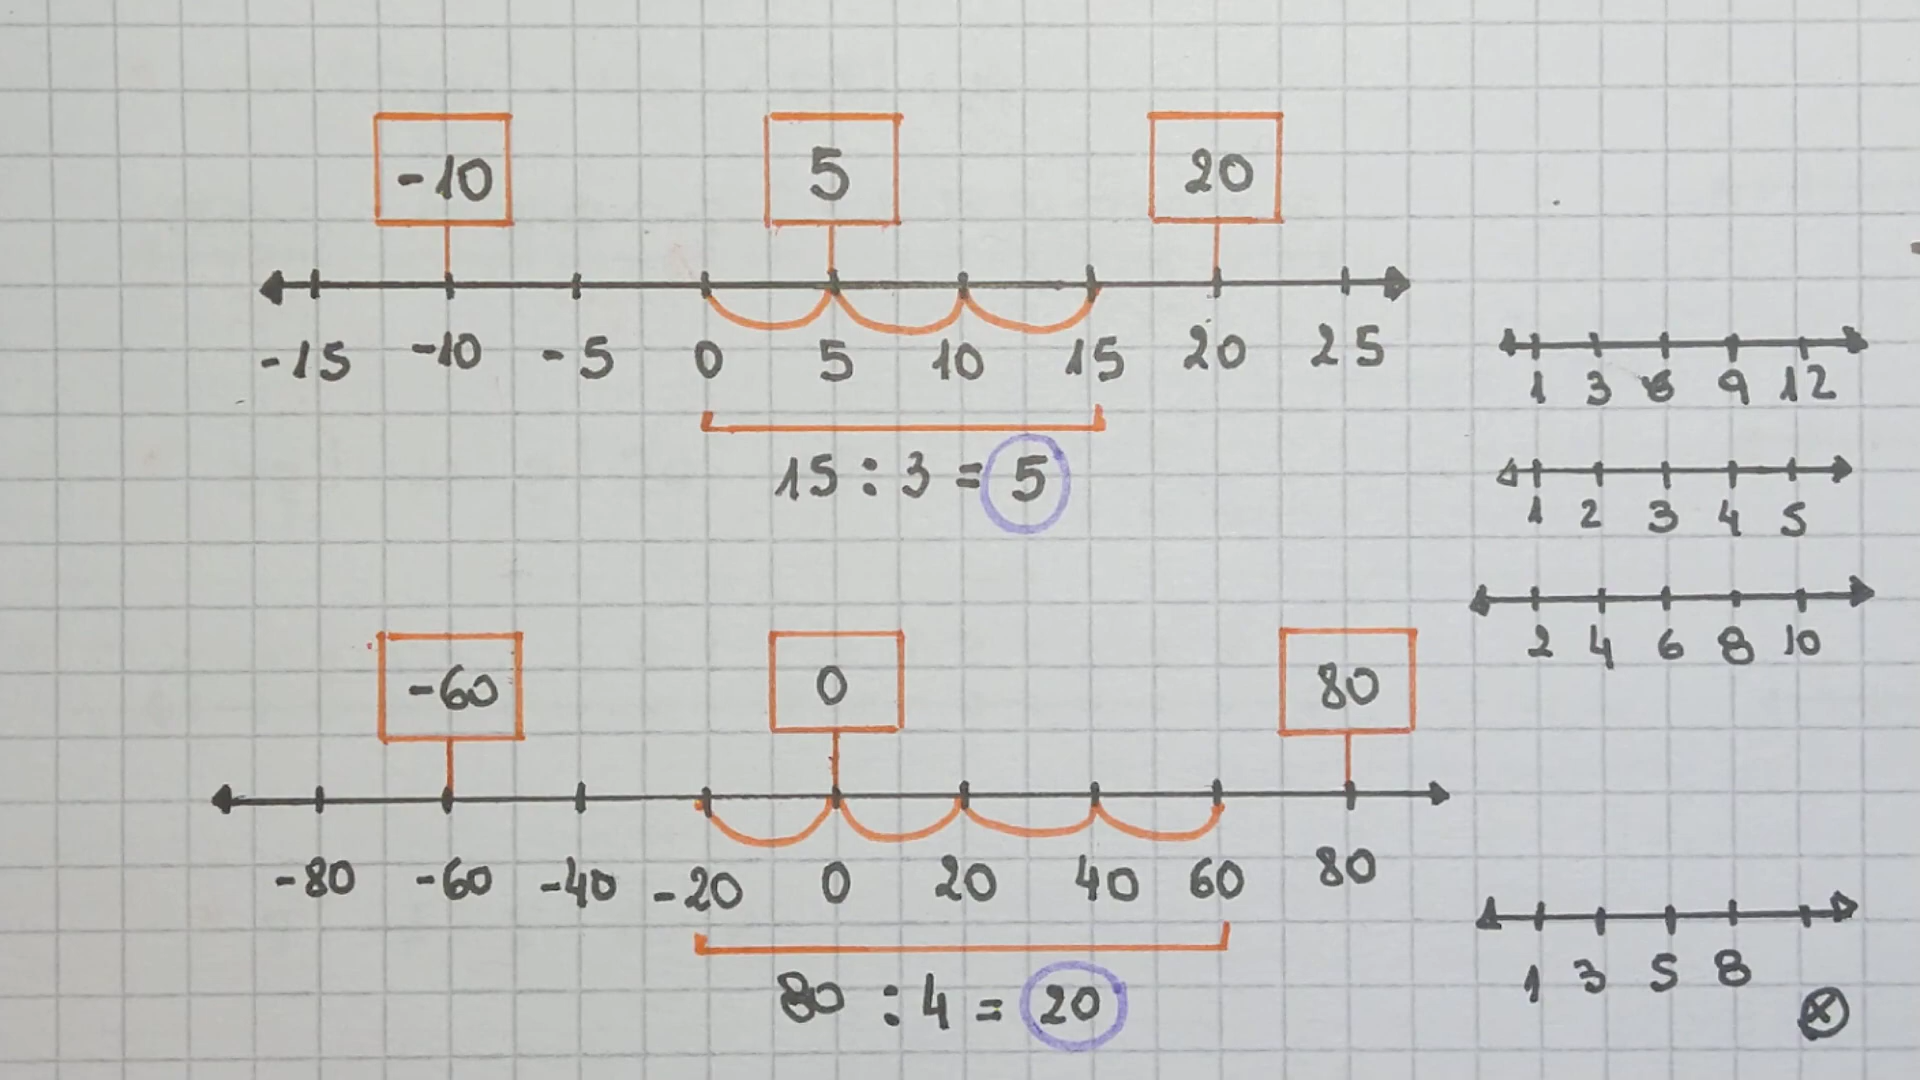 -10 5 20
-15 -10 -5 0 5 10 15 20 25
15 : 3 = 5
-60 0 80
-80 -60 -40 -20 0 20 40 60 80
80 : 4 = 20
1 3 6 9 12
1 2 3 4 5
2 4 6 8 10
1 3 5 8